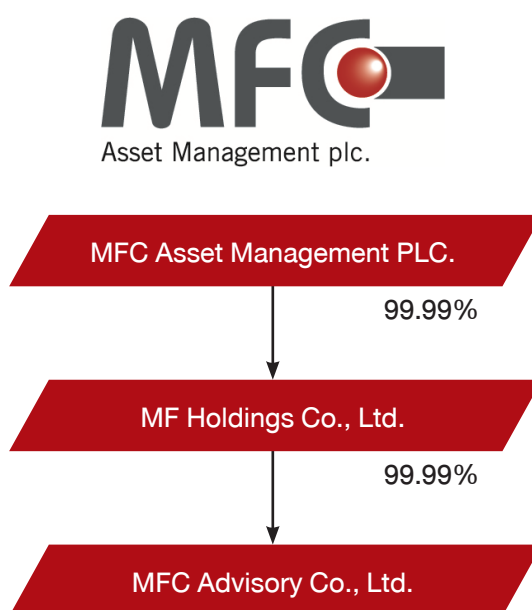 MFC
Asset Management plc.
MFC Asset Management PLC.
99.99%
MF Holdings Co., Ltd.
99.99%
MFC Advisory Co., Ltd.